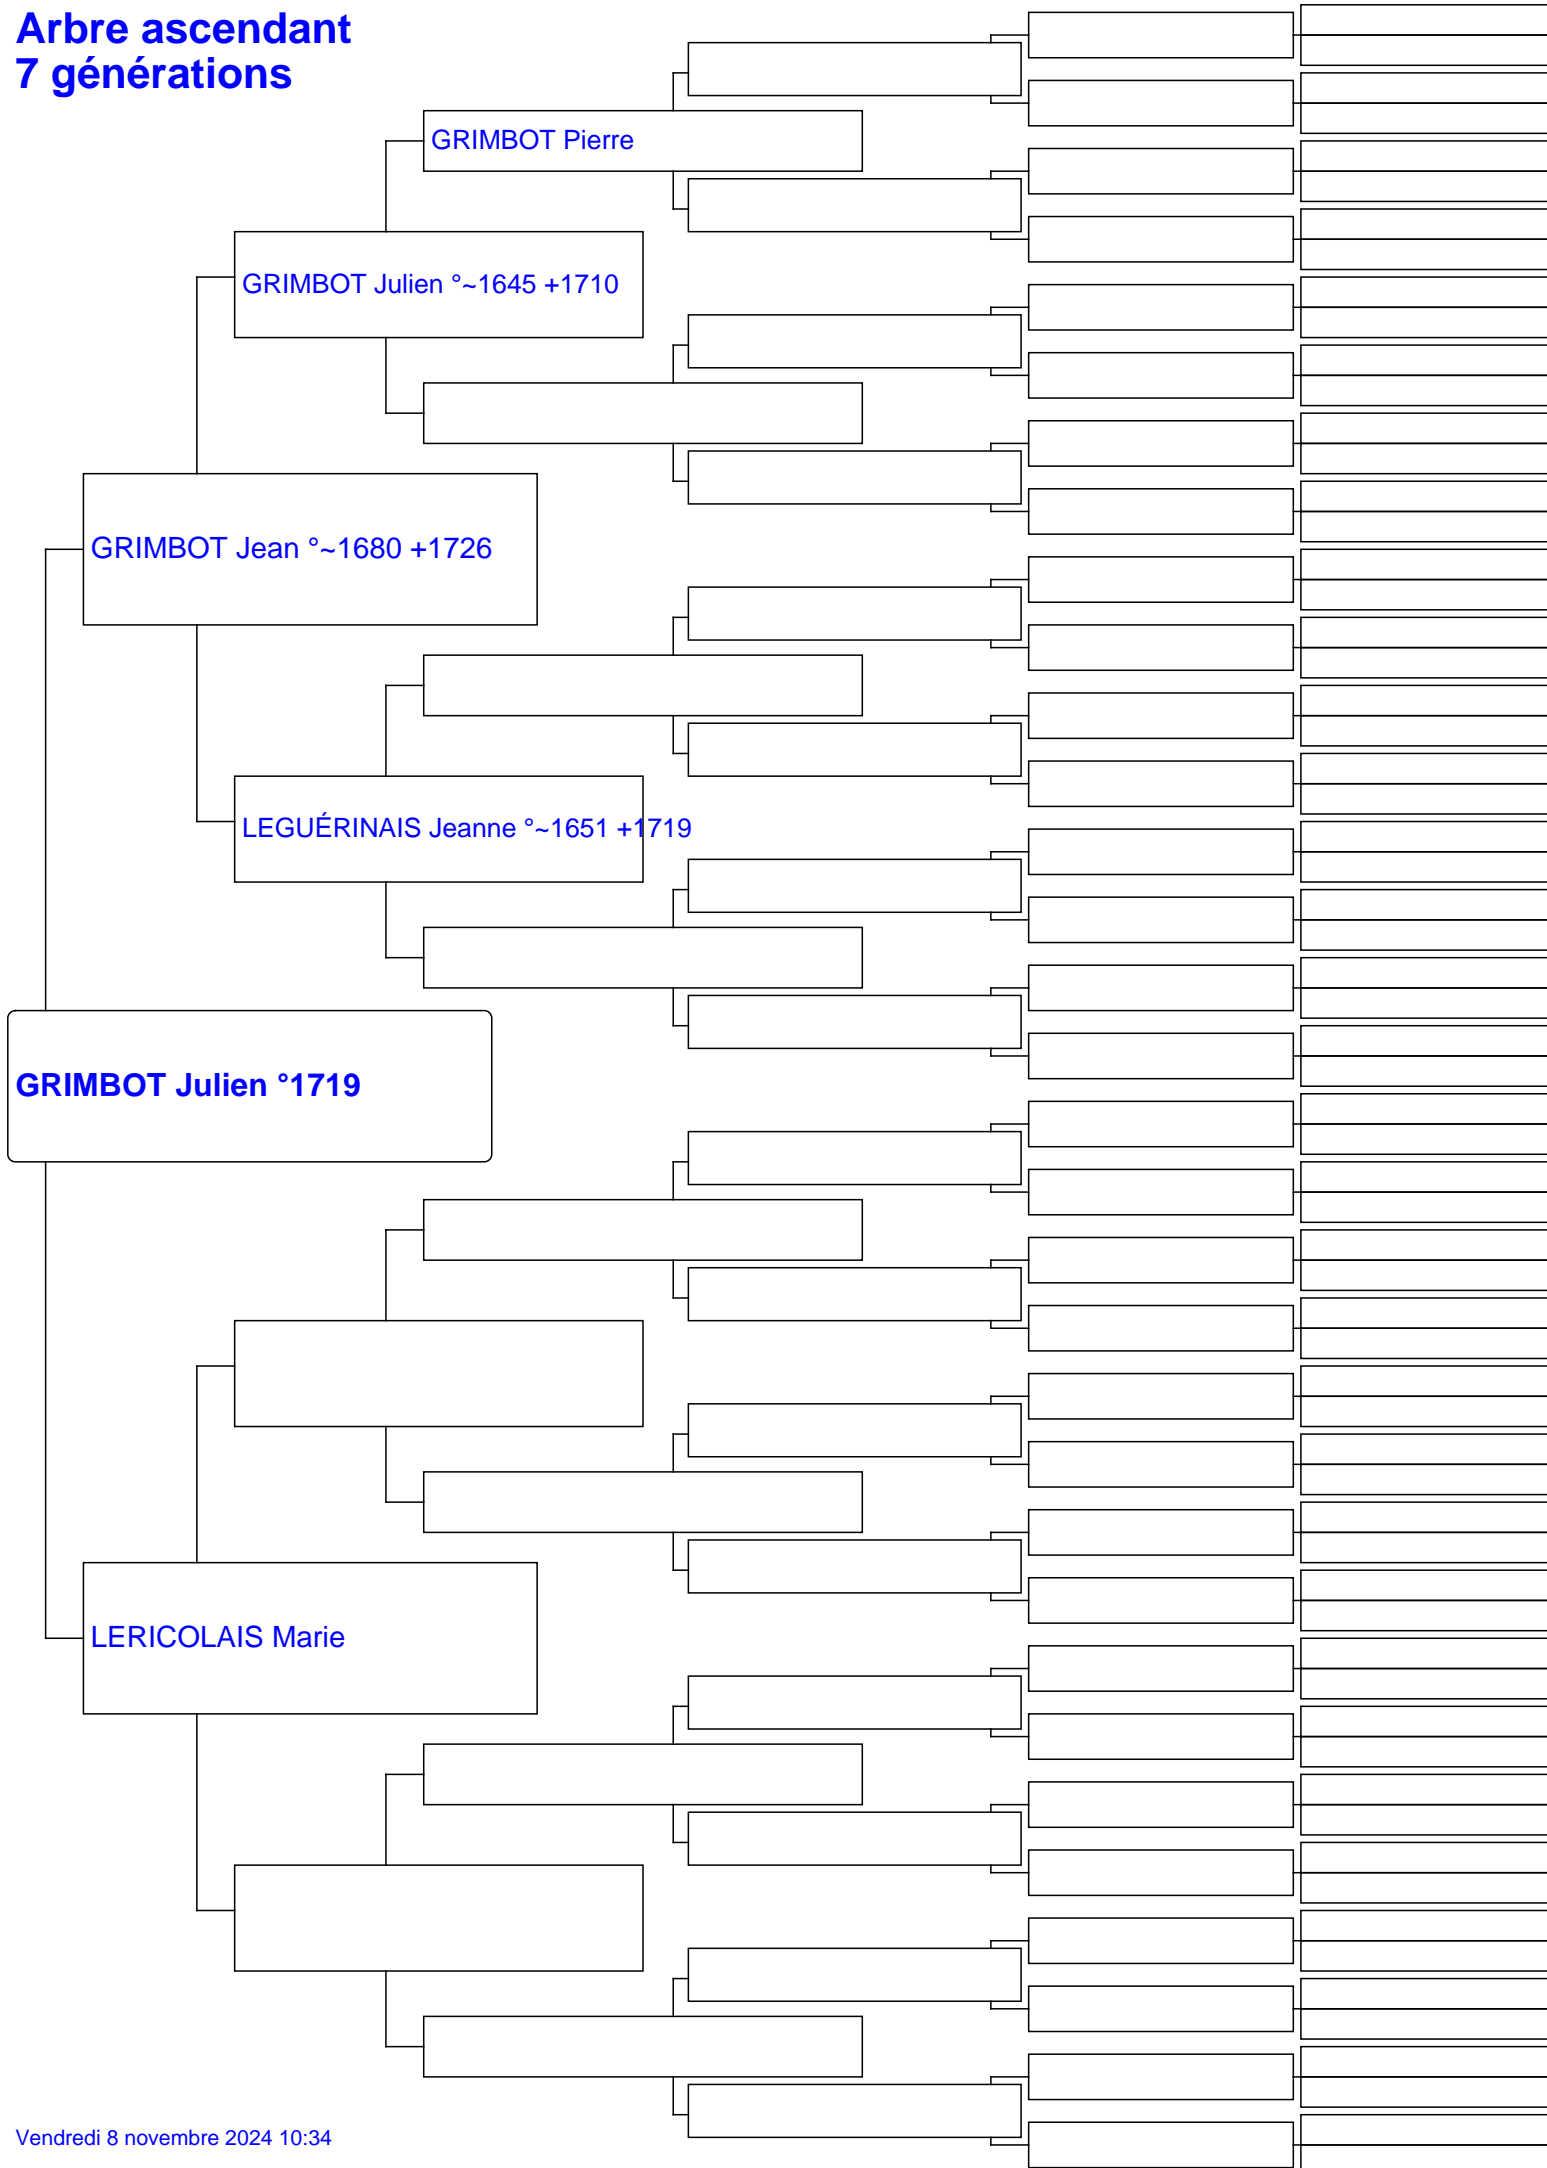 Arbre ascendant
7 générations
GRIMBOT Pierre
GRIMBOT Julien °~1645 +1710
GRIMBOT Jean °~1680 +1726
LEGUÉRINAIS Jeanne °~1651 +1719
GRIMBOT Julien °1719
LERICOLAIS Marie
Vendredi 8 novembre 2024 10:34